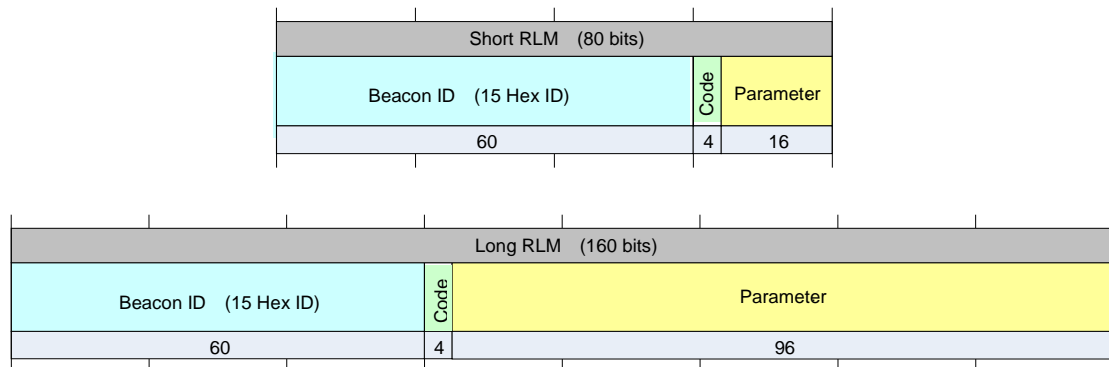 Short RLM (80 bits)
Beacon ID (15 Hex ID)
Code
Parameter
60
4
16
Long RLM (160 bits)
Beacon ID (15 Hex ID)
Code
Parameter
60
4
96